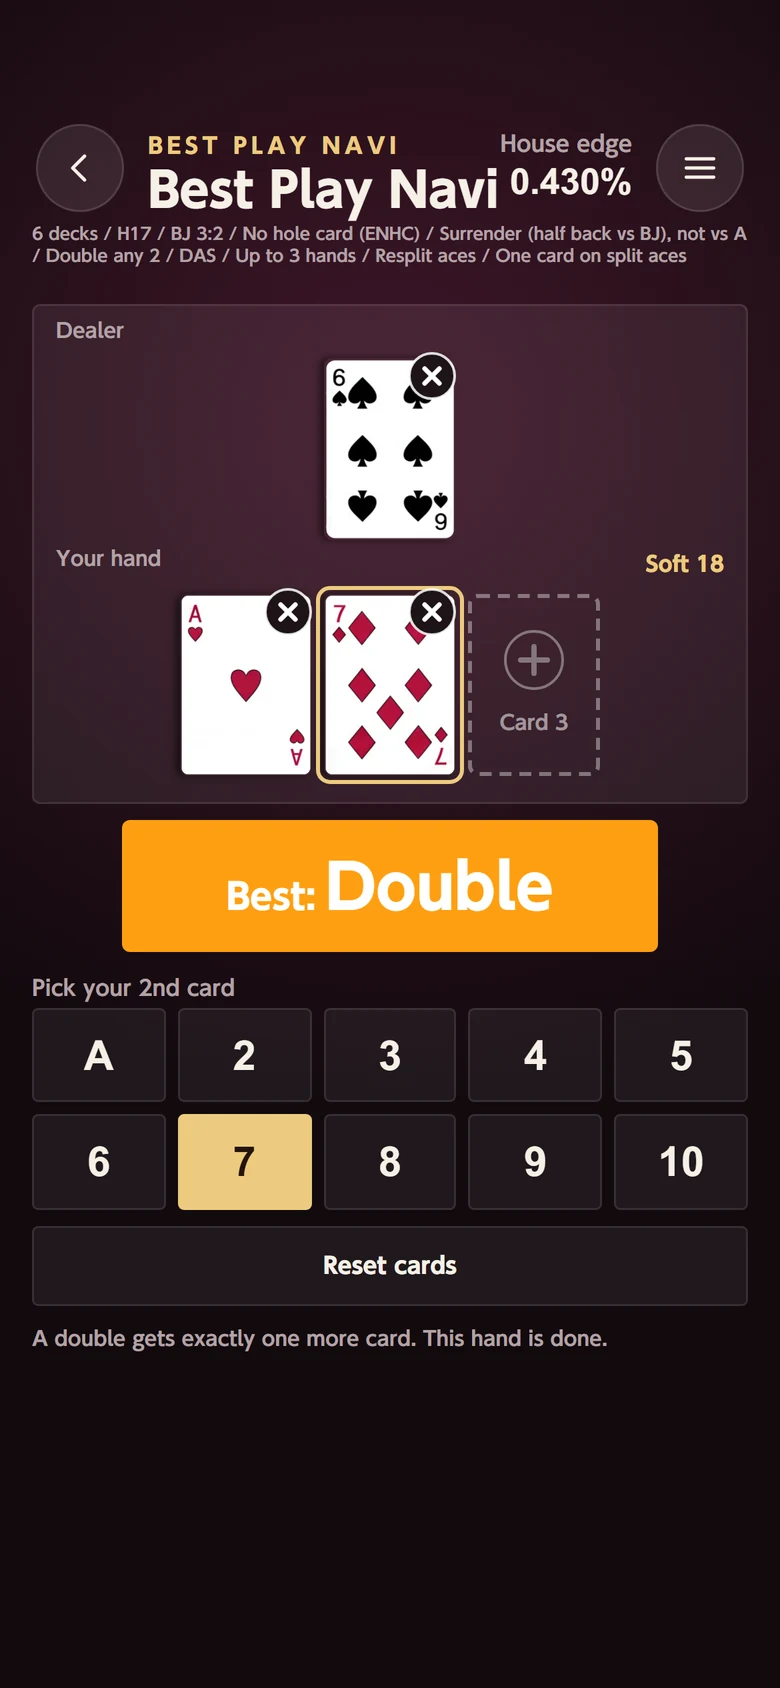 BEST PLAY NAVI
Best Play Navi
House edge
0.430%
6 decks / H17 / BJ 3:2 / No hole card (ENHC) / Surrender (half back vs BJ), not vs A
/ Double any 2 / DAS / Up to 3 hands / Resplit aces / One card on split aces
Dealer
6
6
Your hand
Soft 18
A
A
7
7
Card 3
Best: Double
Pick your 2nd card
A 2 3 4 5
6 7 8 9 10
Reset cards
A double gets exactly one more card. This hand is done.